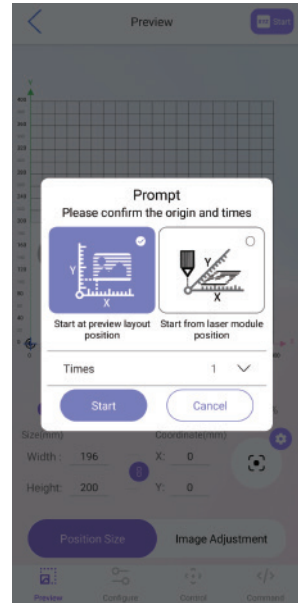 Preview
Start
Prompt
Please confirm the origin and times
Y
X
Y
X
Start at preview layout
position
Start from laser module
position
Times 1
Start Cancel
Size(mm) Coordinate(mm)
Width : 196 X: 0
Height: 200 Y: 0
Position Size Image Adjustment
Preview Configure Control Command